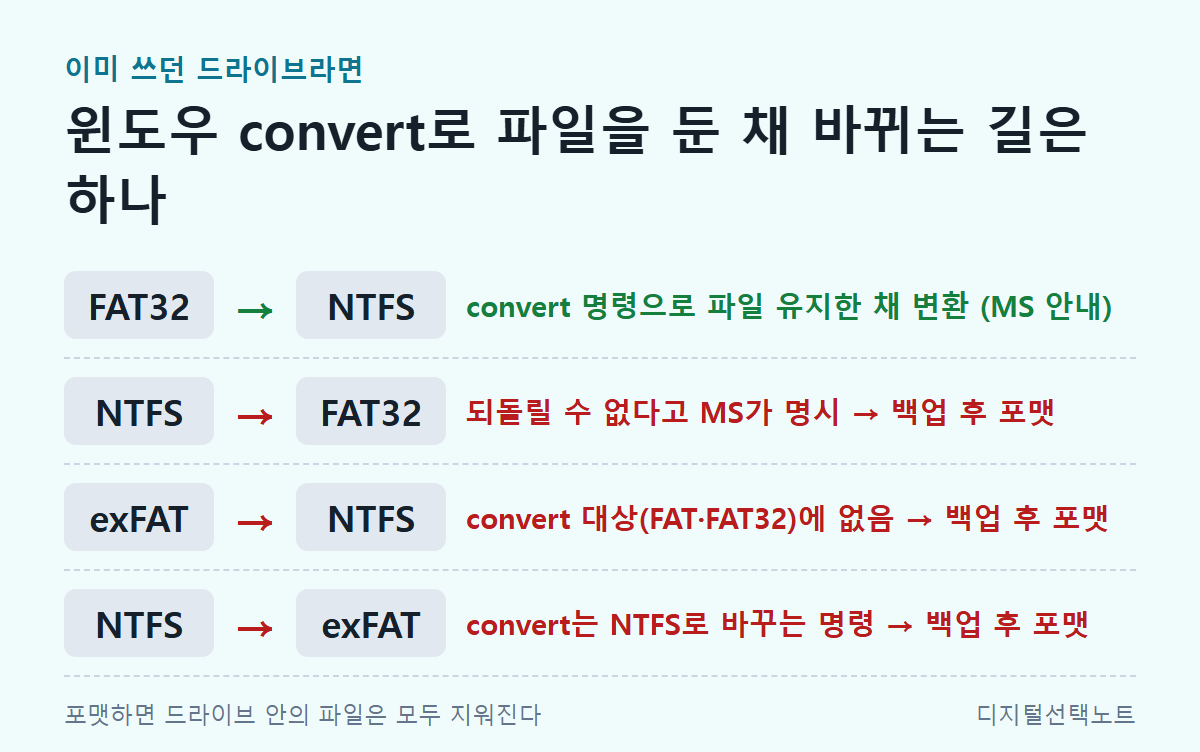 이미 쓰던 드라이브라면
윈도우 convert로 파일을 둔 채 바뀌는 길은
하나
FAT32 → NTFS convert 명령으로 파일 유지한 채 변환 (MS 안내)
NTFS → FAT32 되돌릴 수 없다고 MS가 명시 → 백업 후 포맷
exFAT → NTFS convert 대상(FAT·FAT32)에 없음 → 백업 후 포맷
NTFS → exFAT convert는 NTFS로 바꾸는 명령 → 백업 후 포맷
포맷하면 드라이브 안의 파일은 모두 지워진다 디지털선택노트